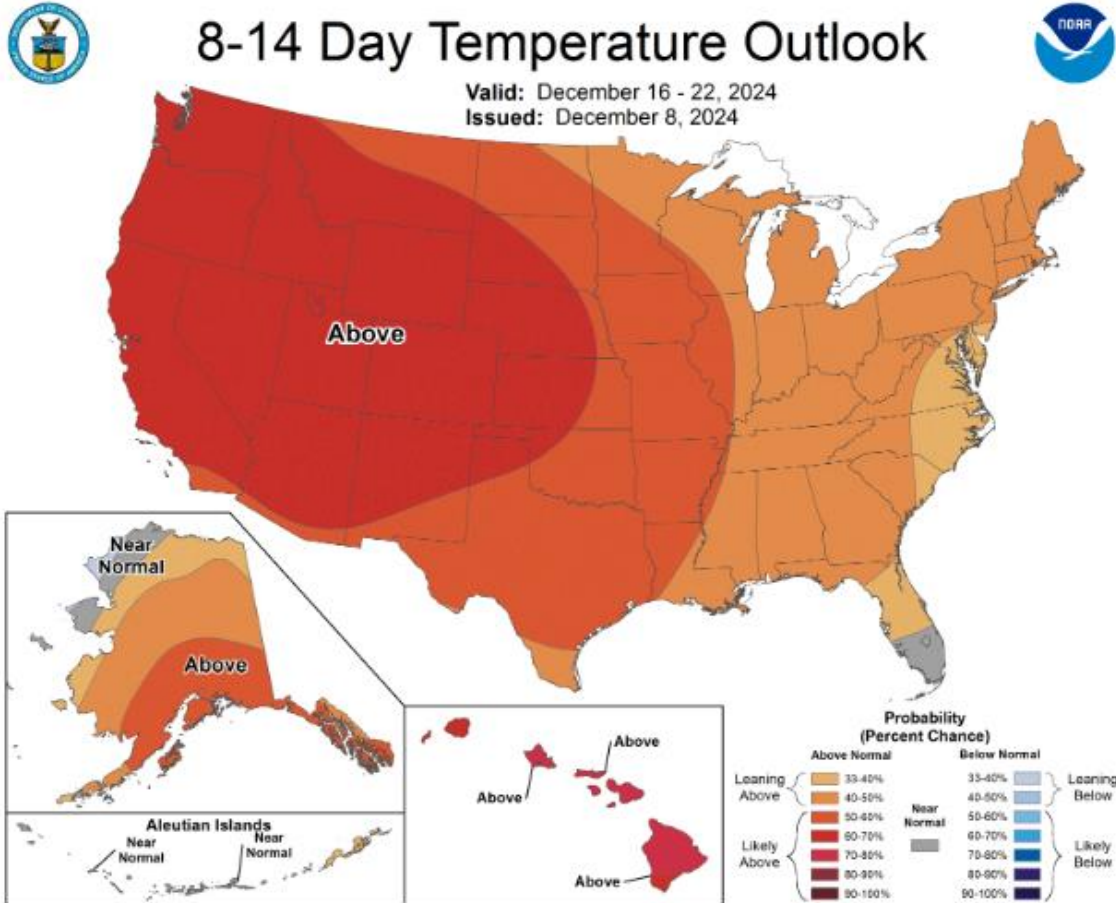 8-14 Day Temperature Outlook
NOAA
Valid: December 16 - 22, 2024
Issued: December 8, 2024
Above
Near
Normal
Above
Above
Above
Above
Aleutian Islands
Near
Normal
Near
Normal
Probability
(Percent Chance)
Above Normal
Below Normal
Leaning
Above
33-40%
40-50%
Likely
Above
50-60%
60-70%
70-80%
80-90%
90-100%
Near
Normal
33-40%
40-50%
Leaning
Below
50-60%
60-70%
70-80%
80-90%
90-100%
Likely
Below